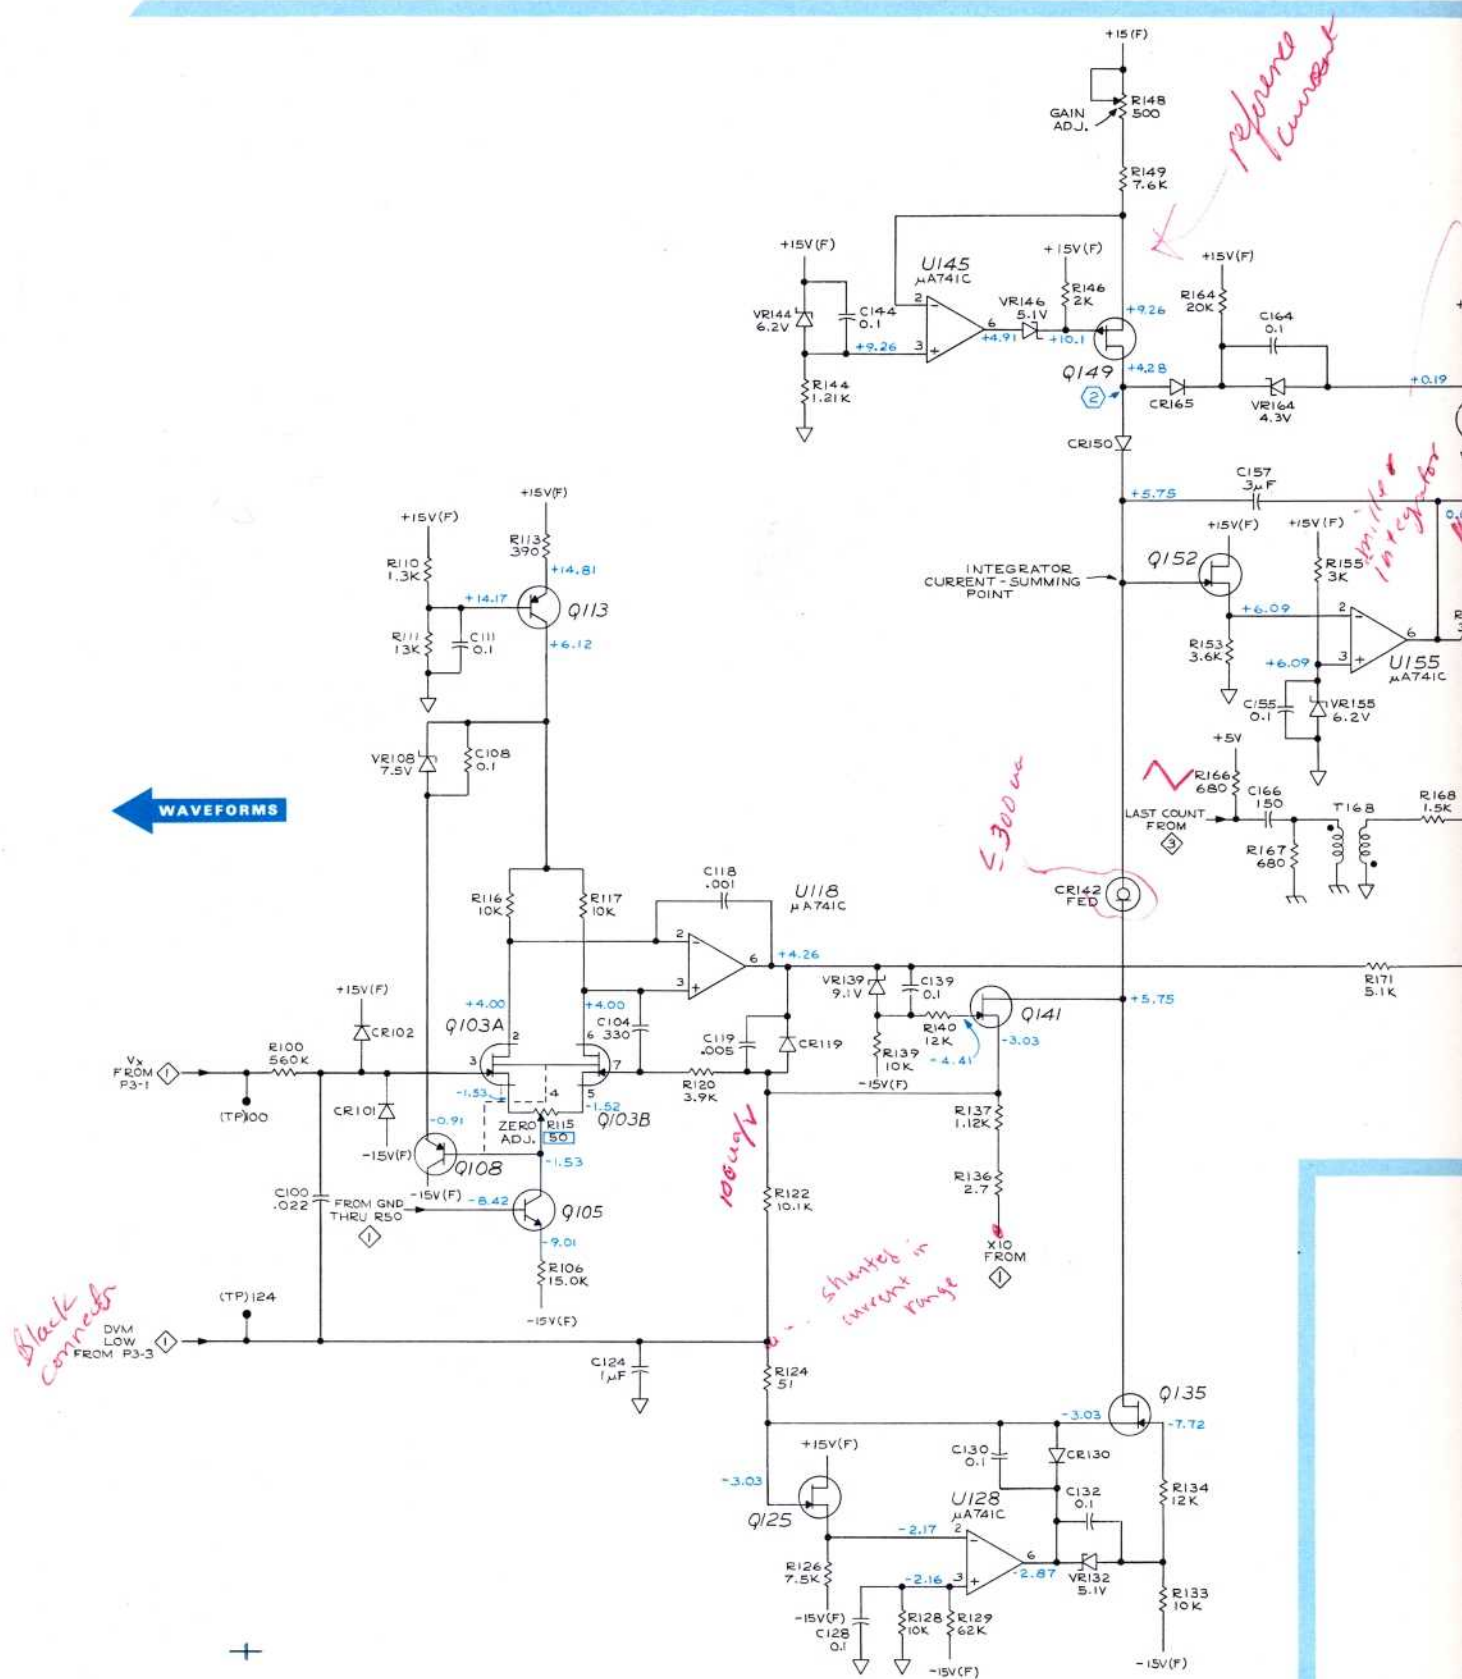 +15(F)
reference
current
GAIN
ADJ.
R148
500
R149
7.6K
+15V(F)
VR144
6.2V
C144
0.1
U145
µA741C
2
3
6
+9.26
+4.91
R144
1.21K
VR146
5.1V
+15V(F)
R146
2K
+10.1
+9.26
Q149
+4.28
2
CR165
+15V(F)
R164
20K
C164
0.1
VR164
4.3V
+0.19
CR150
+5.75
C157
3µF
miller
integrator
INTEGRATOR
CURRENT-SUMMING
POINT
+15V(F)
Q152
+6.09
R153
3.6K
+15V(F)
R155
3K
2
3
6
+6.09
U155
µA741C
C155
0.1
VR155
6.2V
+15V(F)
R110
1.3K
+15V(F)
R113
390
+14.81
+14.17
Q113
R111
13K
C111
0.1
+6.12
VR108
7.5V
C108
0.1
WAVEFORMS
+5V
R166
680
LAST COUNT
FROM
3
C166
150
R167
680
T168
R168
1.5K
CR142
FED
R116
10K
R117
10K
C118
.001
U118
µA741C
2
3
6
+4.26
VR139
9.1V
C139
0.1
R140
12K
R139
10K
-15V(F)
-4.41
Q141
-3.03
+5.75
R171
5.1K
+15V(F)
CR102
+4.00
+4.00
Q103A
2
6
C104
330
C119
.005
CR119
Vx
FROM
P3-1
1
R100
560K
(TP)100
3
7
-1.53
4
5
-1.52
R120
3.9K
CR101
-15V(F)
-0.91
ZERO
ADJ.
R115
50
Q103B
Q108
-15V(F)
-1.53
R137
1.12K
R136
2.7
X10
FROM
1
C100
.022
FROM GND
THRU R50
1
-8.42
Q105
-9.01
R106
15.0K
-15V(F)
R122
10.1K
shunted in
current
range
Black
connector
(TP)124
DVM
LOW
FROM P3-3
1
C124
1µF
R124
51
Q135
-3.03
-7.72
+15V(F)
-3.03
Q125
C130
0.1
CR130
U128
µA741C
C132
0.1
R134
12K
-2.17
2
6
-2.87
VR132
5.1V
R126
7.5K
-15V(F)
-2.16
3
C128
0.1
R128
10K
R129
62K
-15V(F)
R133
10K
-15V(F)